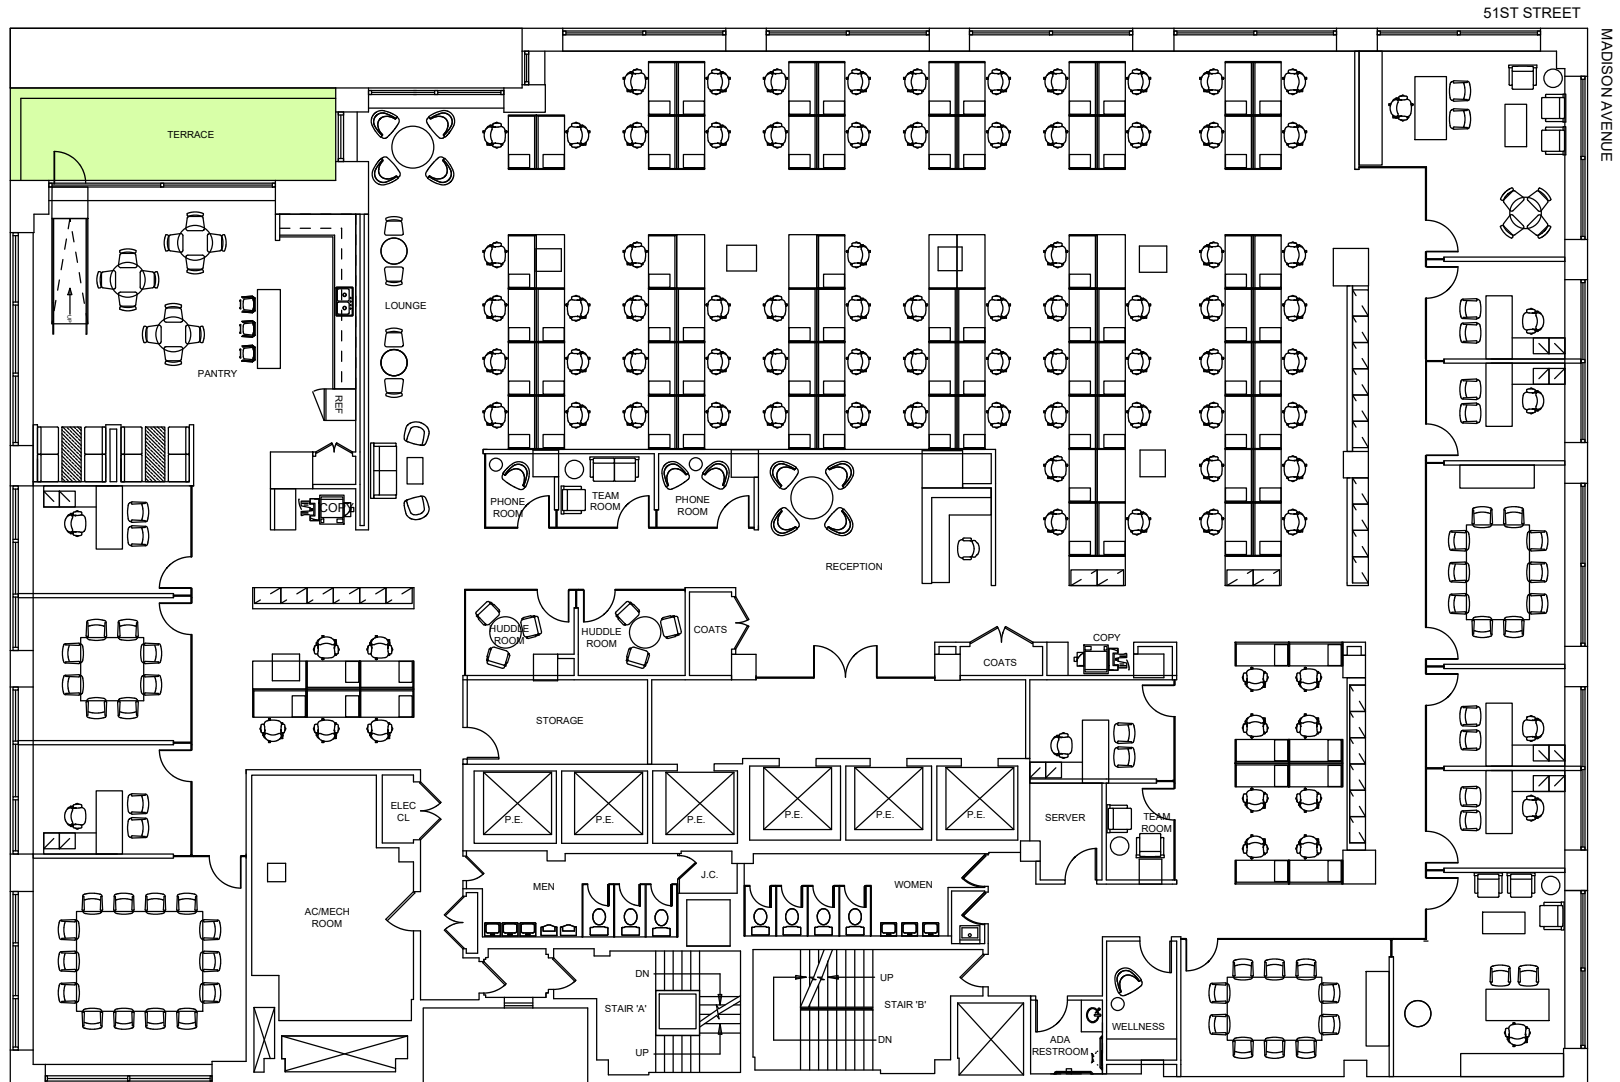 51ST STREET
MADISON AVENUE
TERRACE
LOUNGE
UP
PANTRY
REF
COPY
PHONE
ROOM
TEAM
ROOM
PHONE
ROOM
RECEPTION
HUDDLE
ROOM
HUDDLE
ROOM
COATS
COATS
COPY
STORAGE
ELEC
CL
P.E.
P.E.
P.E.
P.E.
P.E.
P.E.
SERVER
TEAM
ROOM
AC/MECH
ROOM
MEN
J.C.
WOMEN
DN
STAIR 'A'
UP
UP
STAIR 'B'
DN
ADA
RESTROOM
WELLNESS